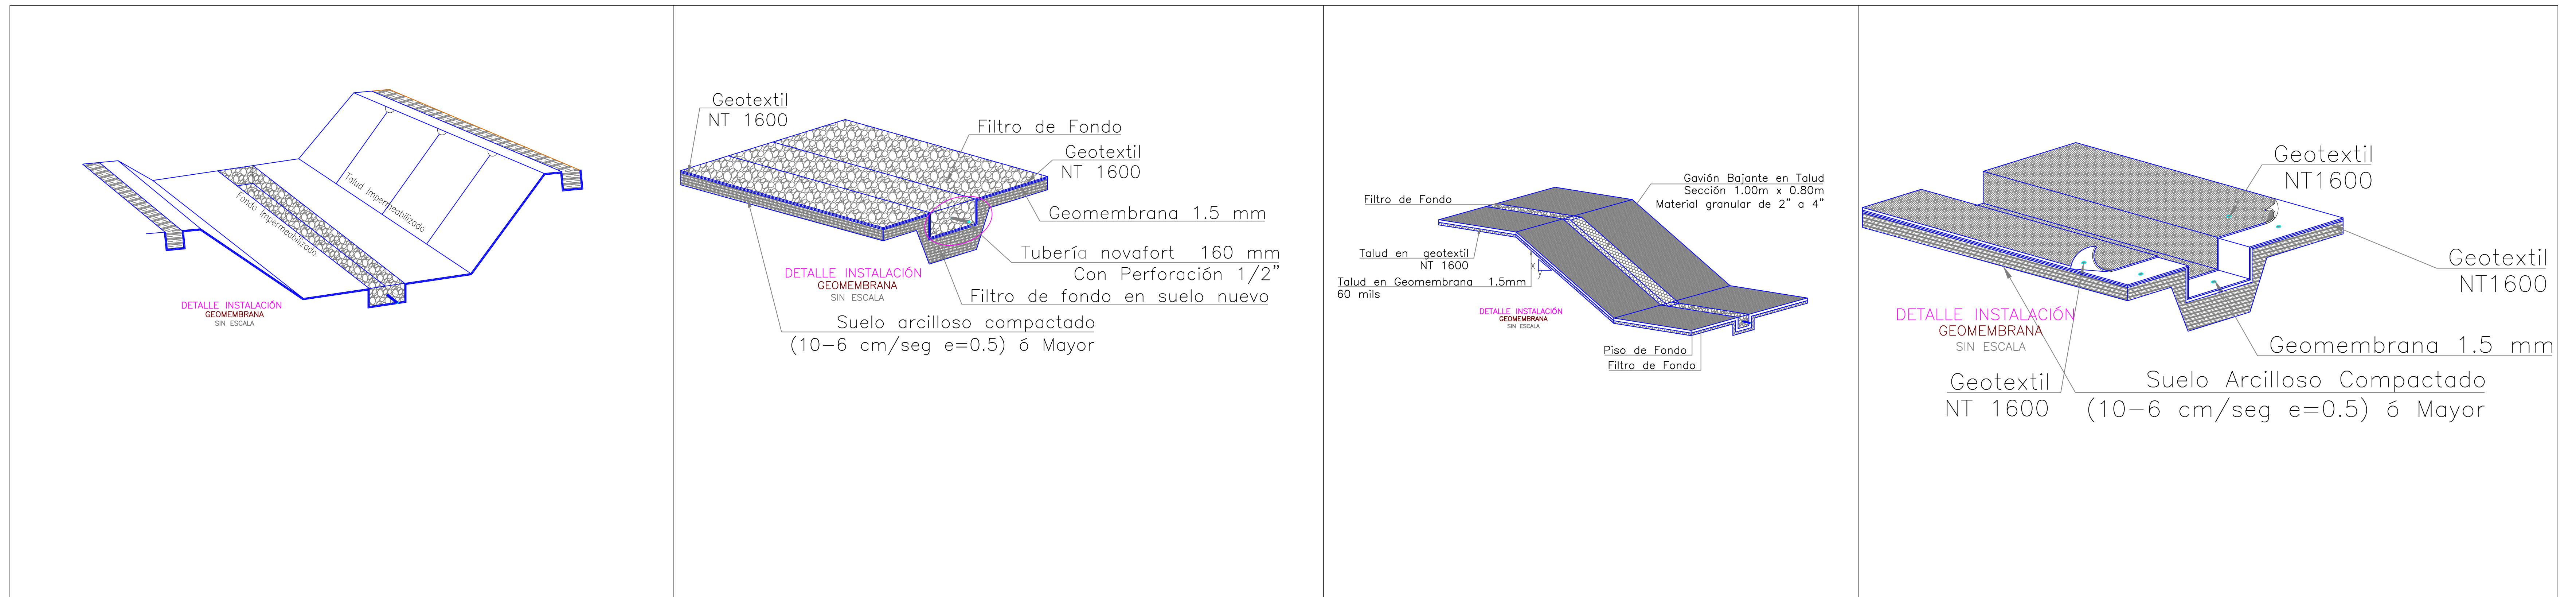 Talud Impermeabilizado
Fondo Impermeabilizado
DETALLE INSTALACIÓN
GEOMEMBRANA
SIN ESCALA
Geotextil
NT 1600
Filtro de Fondo
Geotextil
NT 1600
Geomembrana 1.5 mm
Tubería novafort 160 mm
Con Perforación 1/2"
DETALLE INSTALACIÓN
GEOMEMBRANA
SIN ESCALA
Filtro de fondo en suelo nuevo
Suelo arcilloso compactado
(10-6 cm/seg e=0.5) ó Mayor
Gavión Bajante en Talud
Sección 1.00m x 0.80m
Material granular de 2" a 4"
Filtro de Fondo
Talud en geotextil
NT 1600
X
Y
Talud en Geomembrana 1.5mm
60 mils
DETALLE INSTALACIÓN
GEOMEMBRANA
SIN ESCALA
Piso de Fondo
Filtro de Fondo
Geotextil
NT1600
Geotextil
NT1600
DETALLE INSTALACIÓN
GEOMEMBRANA
SIN ESCALA
Geomembrana 1.5 mm
Geotextil
NT 1600
Suelo Arcilloso Compactado
(10-6 cm/seg e=0.5) ó Mayor